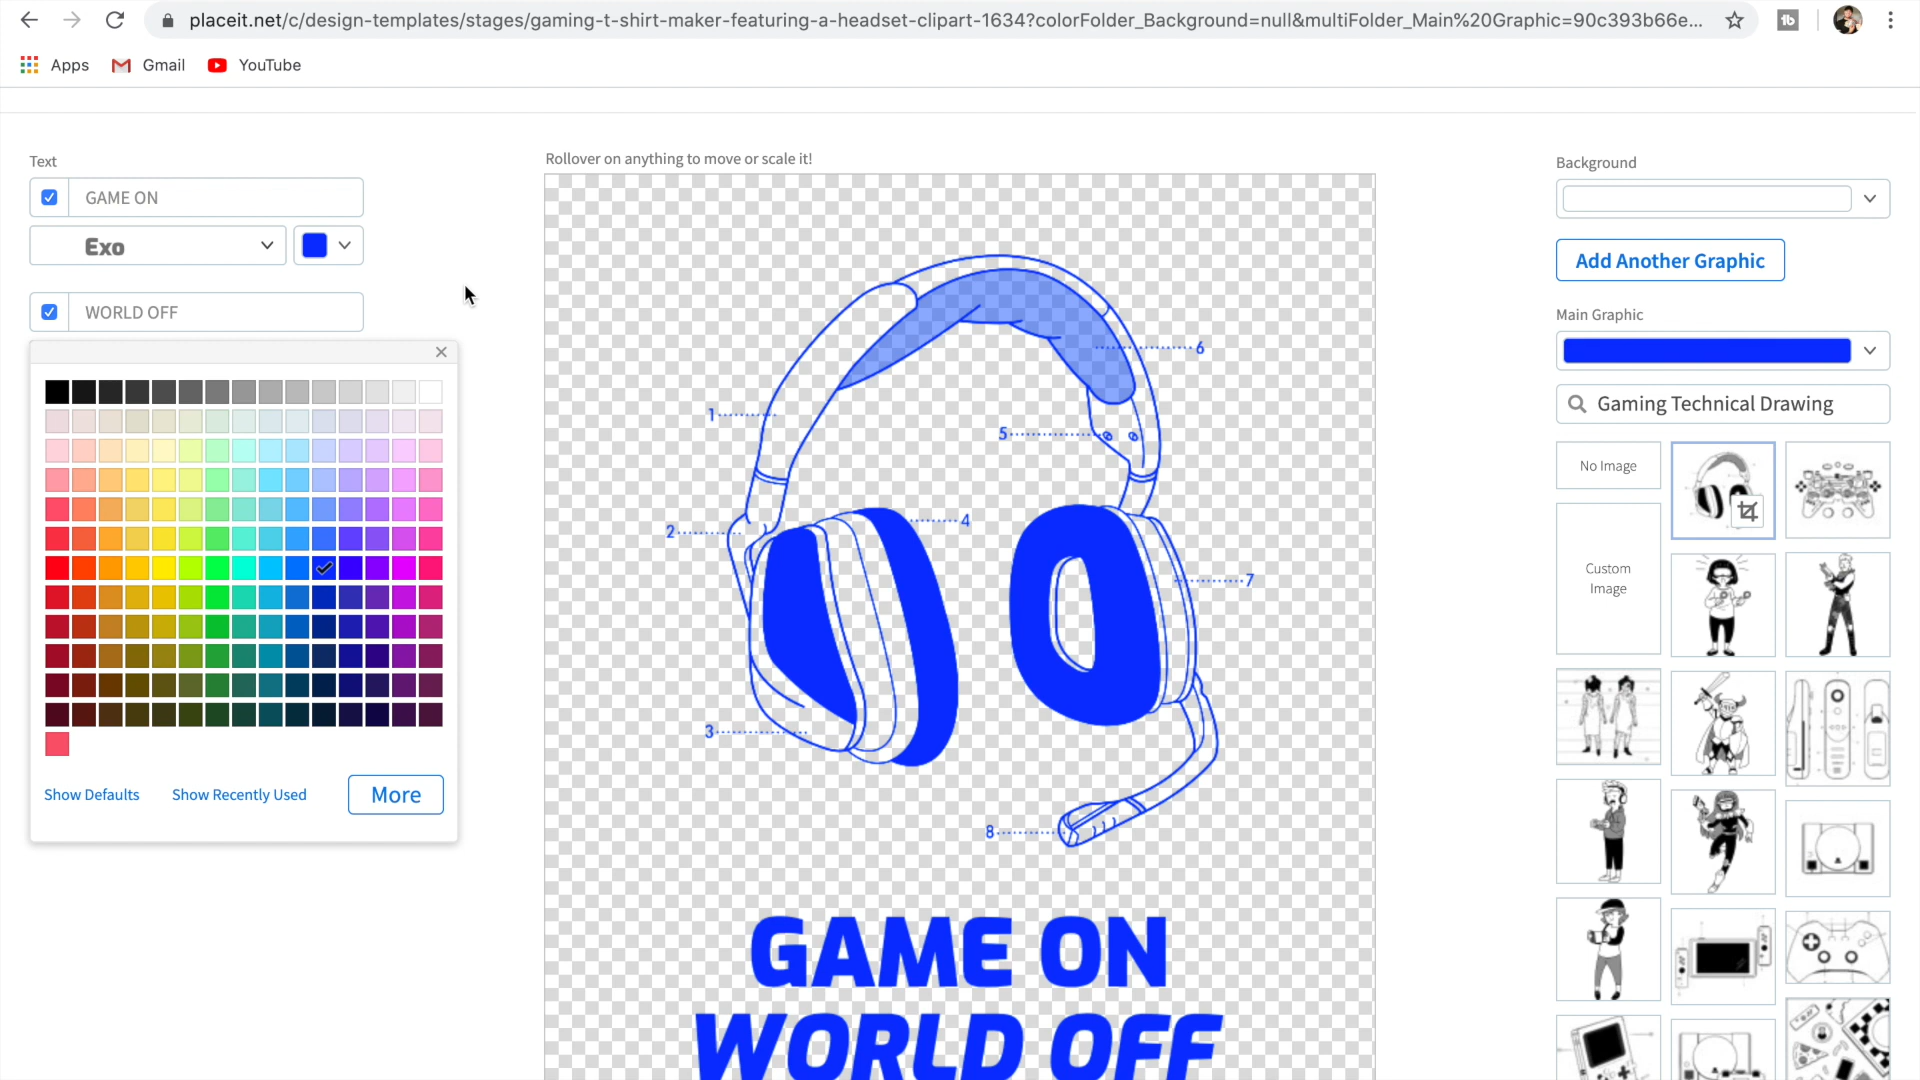 placeit.net/c/design-templates/stages/gaming-t-shirt-maker-featuring-a-headset-clipart-1634?colorFolder_Background=null&multiFolder_Main%20Graphic=90c393b66e...
Apps
Gmail
YouTube
Text
GAME ON
Exo
WORLD OFF
Show Defaults
Show Recently Used
More
Rollover on anything to move or scale it!
1
2
3
4
5
6
7
8
GAME ON
WORLD OFF
Background
Add Another Graphic
Main Graphic
Gaming Technical Drawing
No Image
Custom
Image